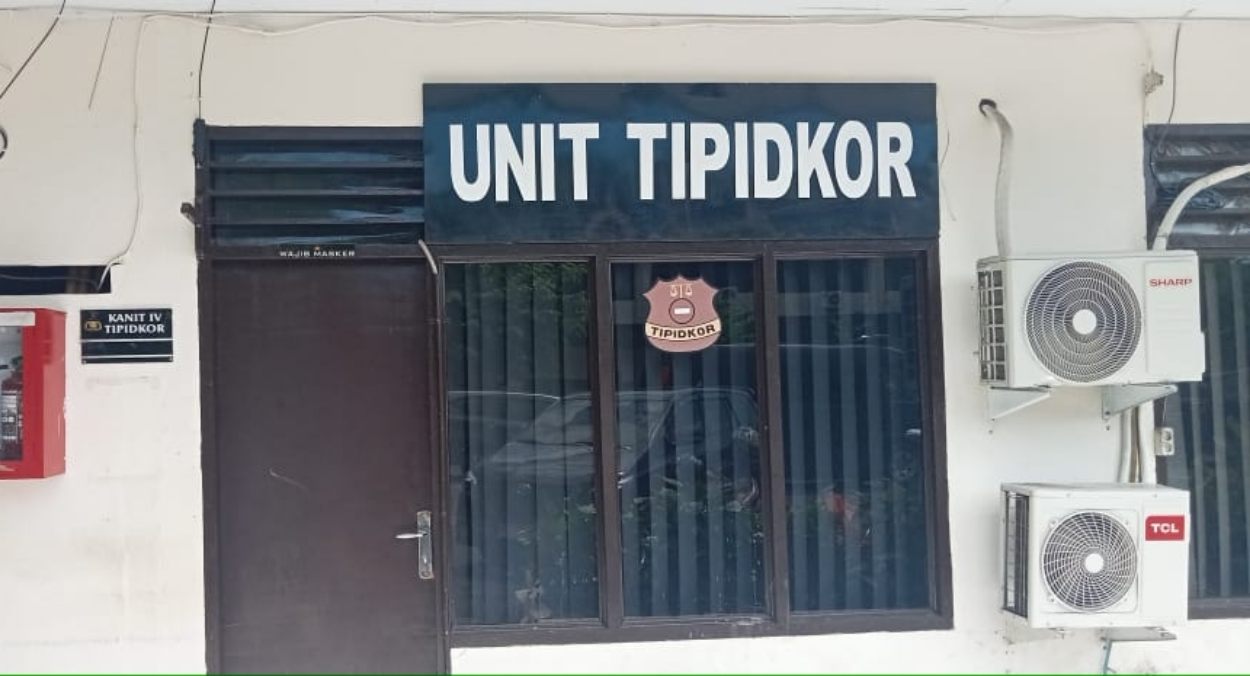 UNIT TIPIDKOR
WAJIB MASKER
KANIT IV
TIPIDKOR
TIPIDKOR
SHARP
TCL